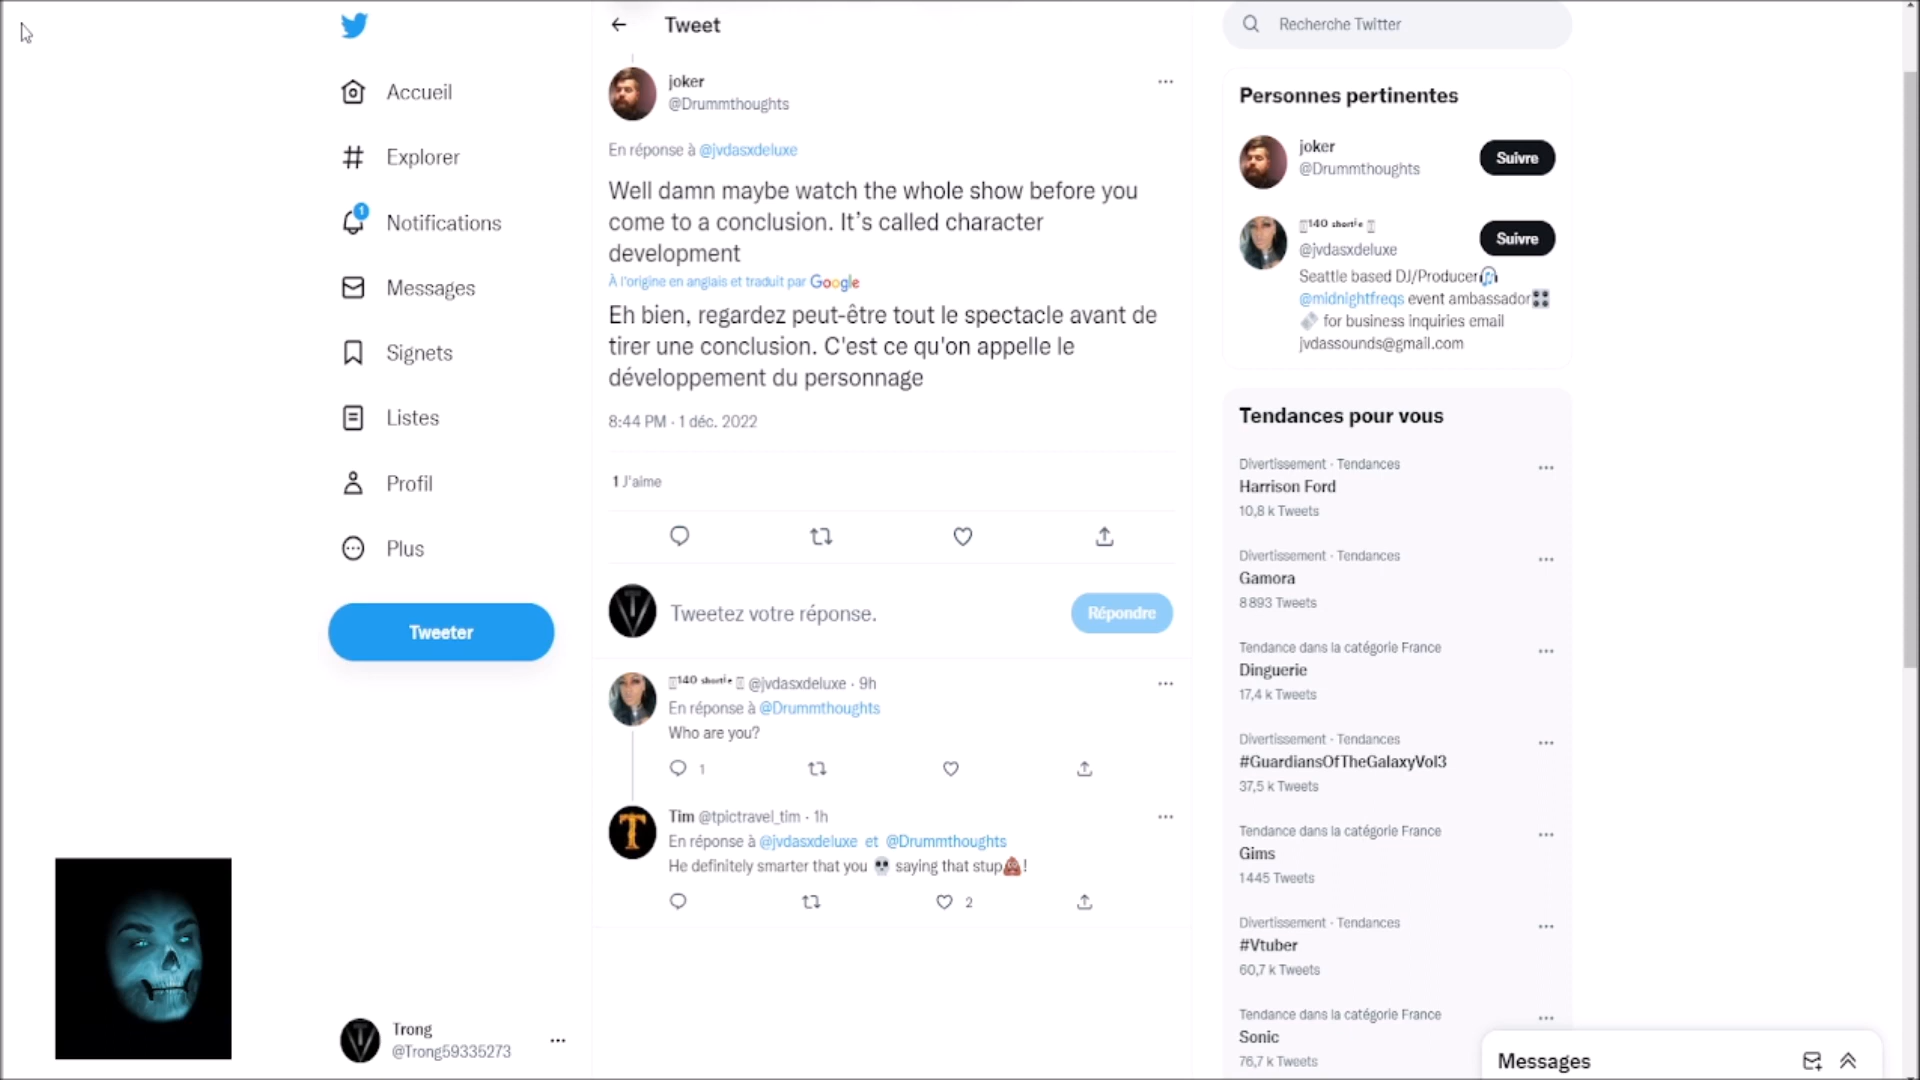 Accueil
Explorer
1
Notifications
Messages
Signets
Listes
Profil
Plus
Tweeter
Trong
@Trong59335273
Tweet
joker
@Drummthoughts
En réponse à @jvdasxdeluxe
Well damn maybe watch the whole show before you
come to a conclusion. It’s called character
development
À l'origine en anglais et traduit par Google
Eh bien, regardez peut-être tout le spectacle avant de
tirer une conclusion. C'est ce qu'on appelle le
développement du personnage
8:44 PM · 1 déc. 2022
1 J'aime
Tweetez votre réponse.
Répondre
¹⁴⁰ ˢʰᵒʳᵗⁱᵉ @jvdasxdeluxe · 9h
En réponse à @Drummthoughts
Who are you?
1
Tim @tpictravel_tim · 1h
En réponse à @jvdasxdeluxe et @Drummthoughts
He definitely smarter that you 💀 saying that stup💩!
2
Recherche Twitter
Personnes pertinentes
joker
@Drummthoughts
Suivre
¹⁴⁰ ˢʰᵒʳᵗⁱᵉ
@jvdasxdeluxe
Suivre
Seattle based DJ/Producer🎧
@midnightfreqs event ambassador🎛
for business inquiries email
jvdassounds@gmail.com
Tendances pour vous
Divertissement · Tendances
Harrison Ford
10,8 k Tweets
Divertissement · Tendances
Gamora
8 893 Tweets
Tendance dans la catégorie France
Dinguerie
17,4 k Tweets
Divertissement · Tendances
#GuardiansOfTheGalaxyVol3
37,5 k Tweets
Tendance dans la catégorie France
Gims
1 445 Tweets
Divertissement · Tendances
#Vtuber
60,7 k Tweets
Tendance dans la catégorie France
Sonic
76,7 k Tweets
Messages